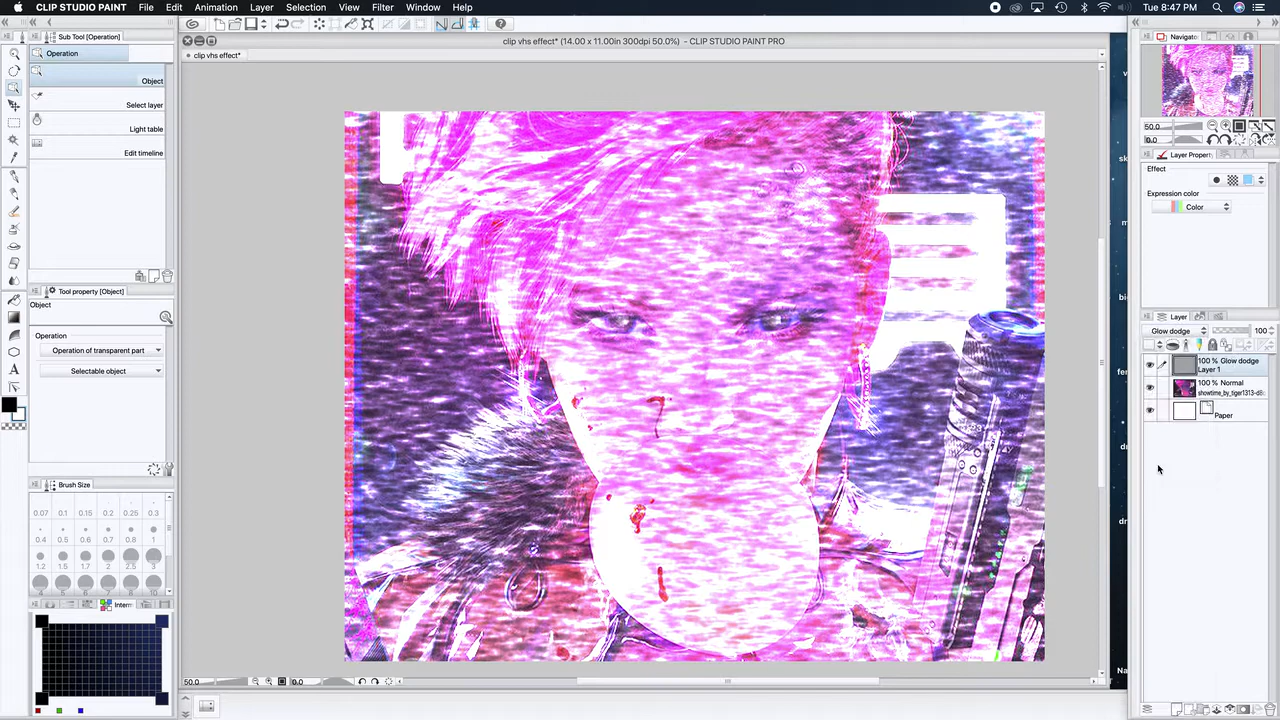 CLIP STUDIO PAINT
File
Edit
Animation
Layer
Selection
View
Filter
Window
Help
Tue 8:47 PM
Sub Tool [Operation]
clip vhs effect* (14.00 x 11.00in 300dpi 50.0%) - CLIP STUDIO PAINT PRO
clip vhs effect*
Operation
Object
Select layer
Light table
Edit timeline
Tool property [Object]
Object
Operation
Operation of transparent part
Selectable object
Brush Size
0.07 0.1 0.15 0.2 0.25 0.3
0.4 0.5 0.6 0.7 0.8 1
1.2 1.5 1.7 2 2.5 3
Interm
50.0
0.0
Navigator
50.0
0.0
Layer Property
Effect
Expression color
Color
Layer
Glow dodge
100
100 % Glow dodge
Layer 1
100 % Normal
showtime_by_tiger1313-d8
Paper